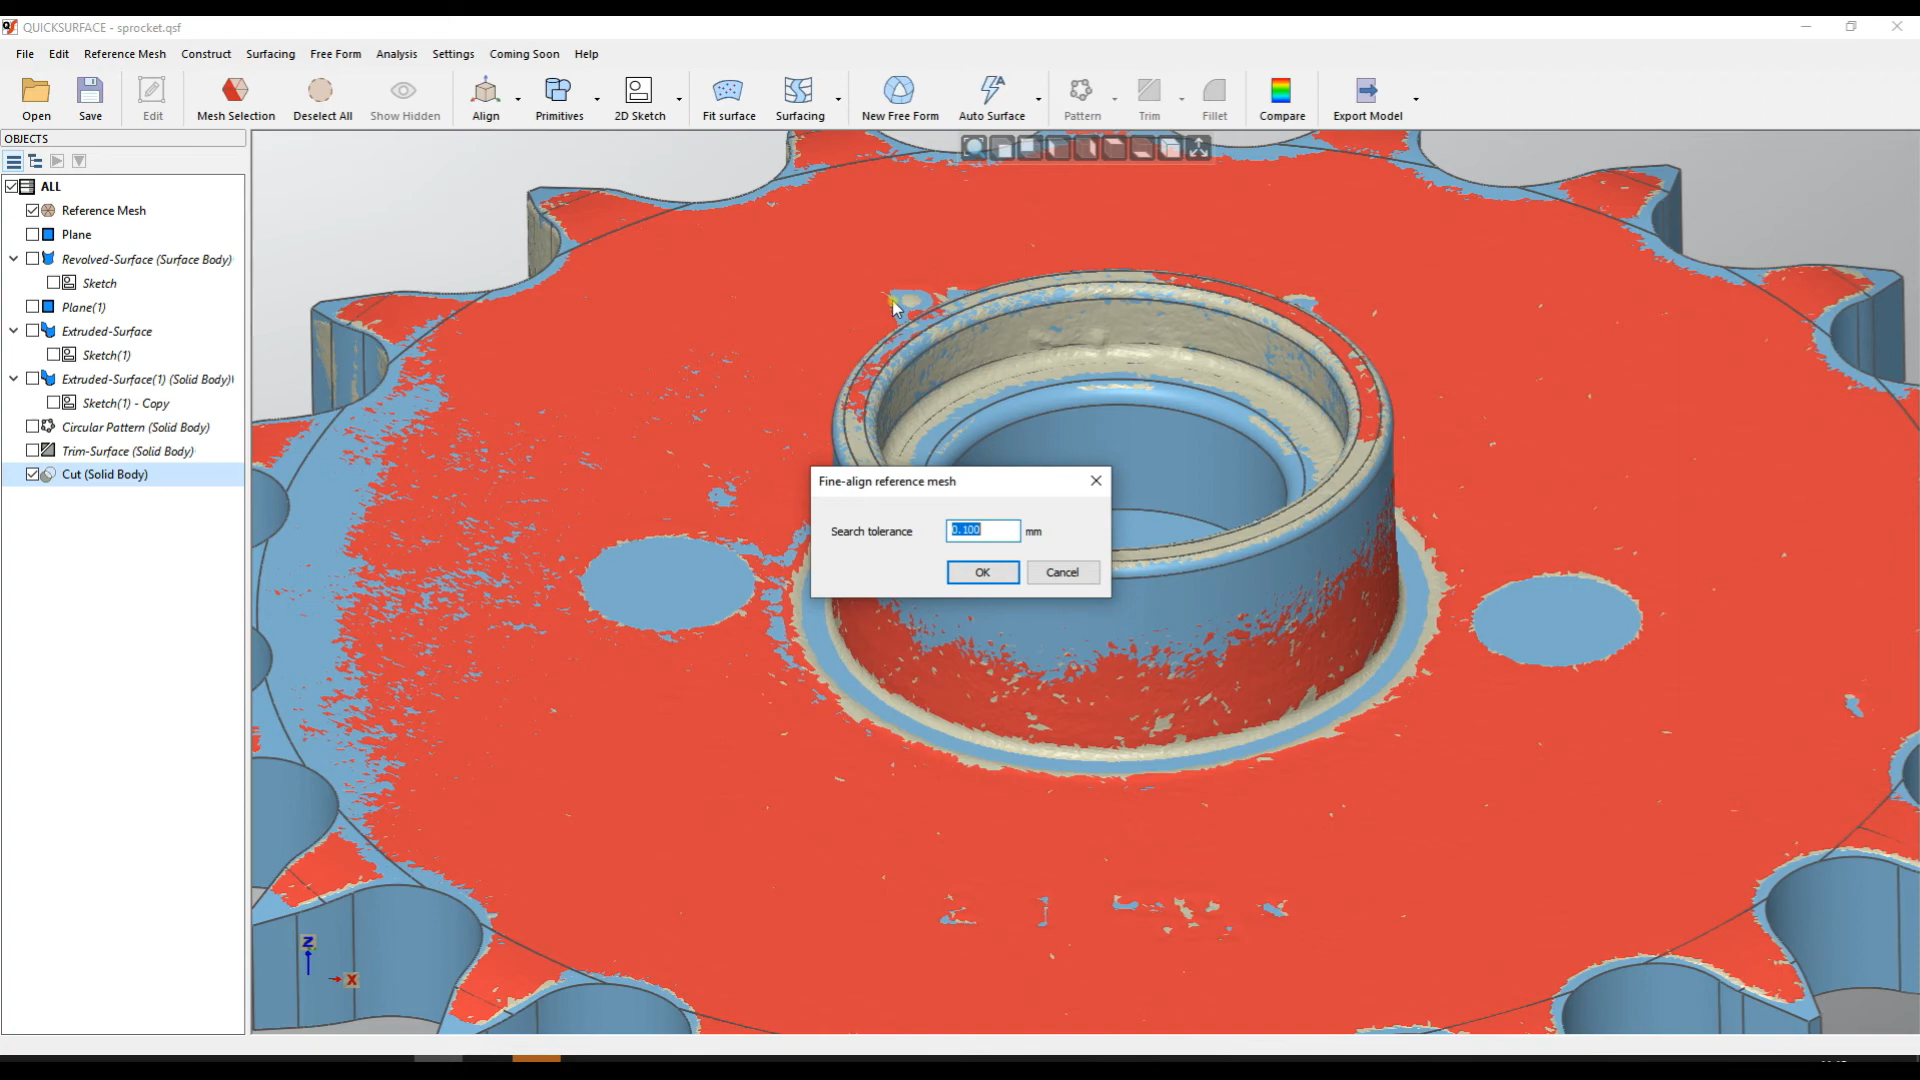 QUICKSURFACE - sprocket.qsf
File Edit Reference Mesh Construct Surfacing Free Form Analysis Settings Coming Soon Help
Open Save Edit Mesh Selection Deselect All Show Hidden Align Primitives 2D Sketch Fit surface Surfacing New Free Form Auto Surface Pattern Trim Fillet Compare Export Model
OBJECTS
ALL
Reference Mesh
Plane
Revolved-Surface (Surface Body)
Sketch
Plane(1)
Extruded-Surface
Sketch(1)
Extruded-Surface(1) (Solid Body)
Sketch(1) - Copy
Circular Pattern (Solid Body)
Trim-Surface (Solid Body)
Cut (Solid Body)
Fine-align reference mesh
Search tolerance 0.100 mm
OK Cancel
Z
X